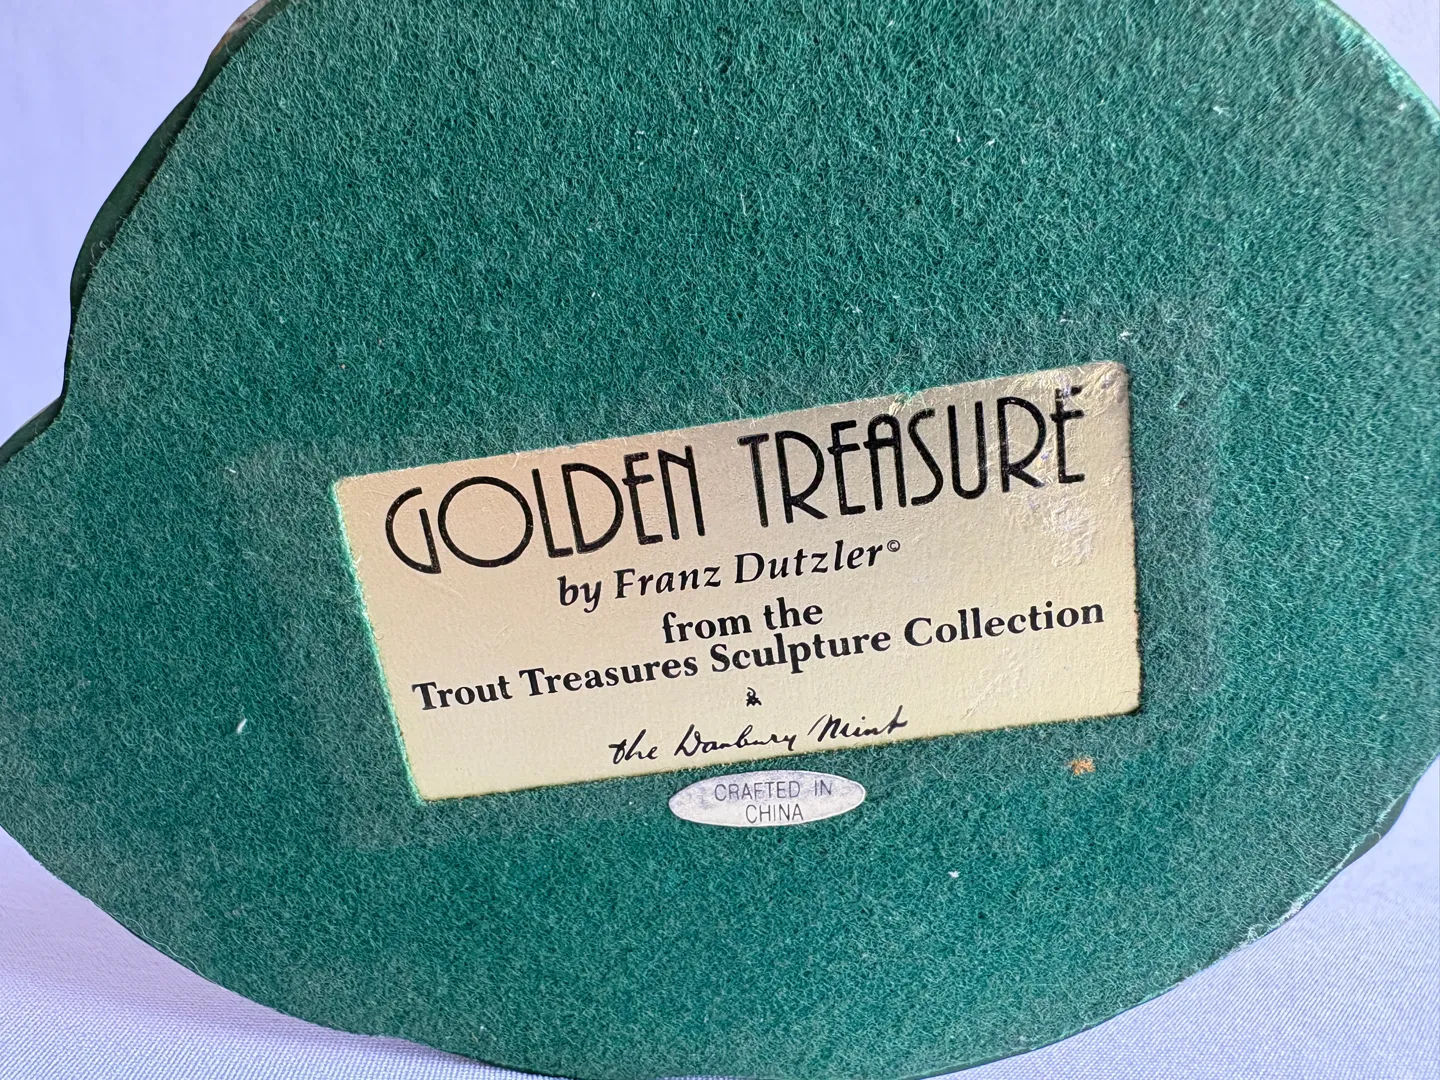 GOLDEN TREASURE
by Franz Dutzler©
from the
Trout Treasures Sculpture Collection
the Danbury Mint
CRAFTED IN
CHINA